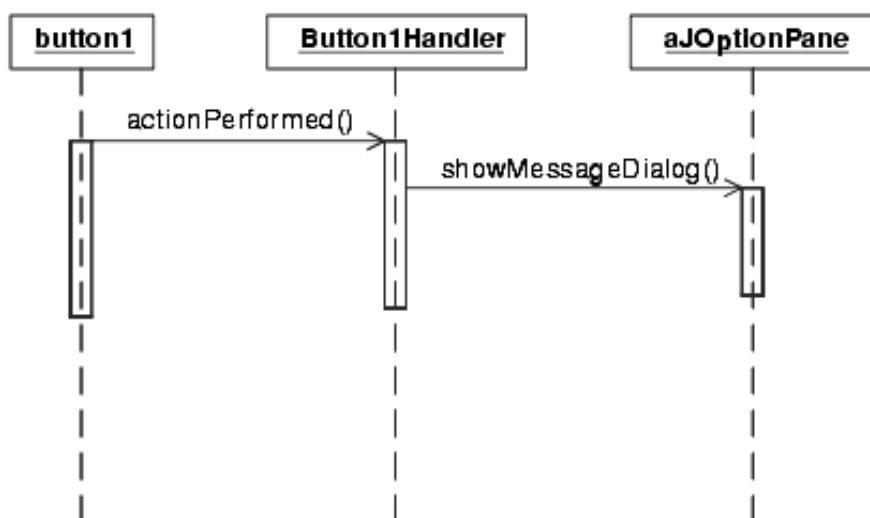 button1
Button1Handler
aJOptionPane
actionPerformed()
showMessageDialog()